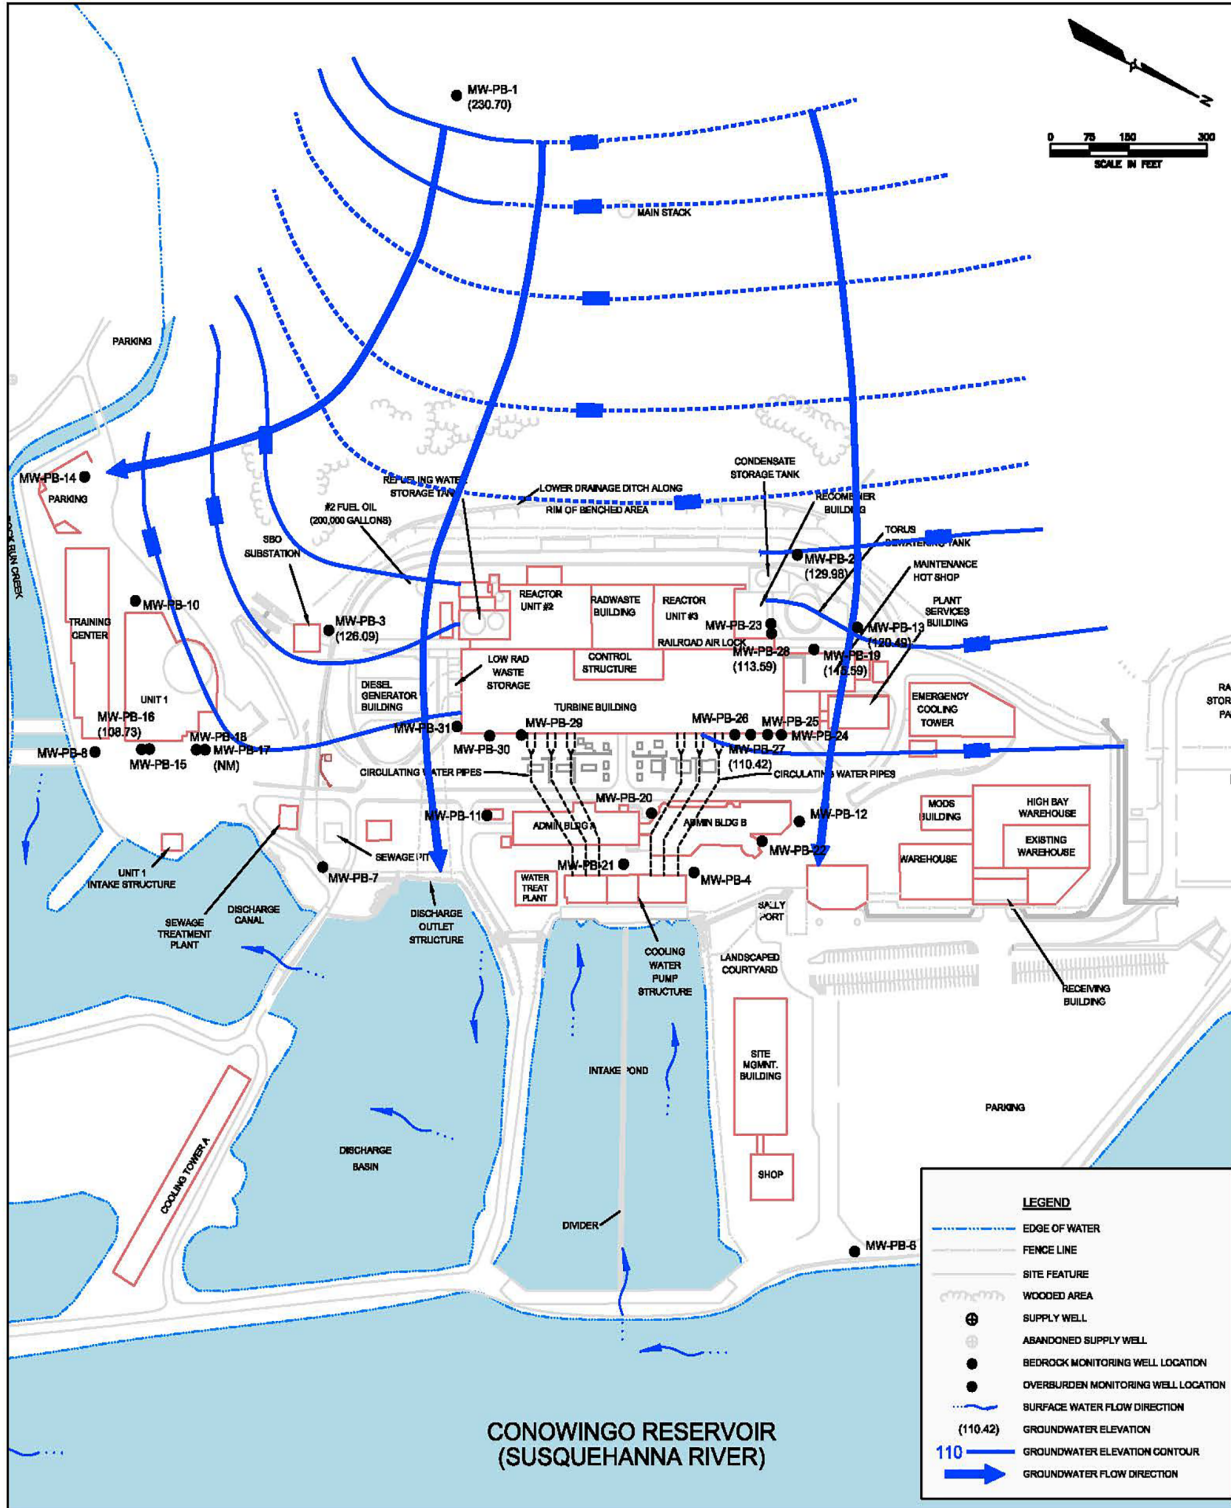 MW-PB-1
(230.70)
N
0 75 150 300
SCALE IN FEET
MAIN STACK
PARKING
MW-PB-14
PARKING
REFUELING WATER
STORAGE TANK
#2 FUEL OIL
(200,000 GALLONS)
SBO
SUBSTATION
LOWER DRAINAGE DITCH ALONG
RIM OF BENCHED AREA
CONDENSATE
STORAGE TANK
RECOMBINER
BUILDING
TORUS
DEWATERING TANK
MAINTENANCE
HOT SHOP
PLANT
SERVICES
BUILDING
MW-PB-2
(129.98)
ROCK RUN CREEK
MW-PB-10
TRAINING
CENTER
MW-PB-3
(126.09)
REACTOR
UNIT #2
RADWASTE
BUILDING
REACTOR
UNIT #3
MW-PB-23
RAILROAD AIR LOCK
MW-PB-28
(113.59)
MW-PB-13
(120.49)
MW-PB-19
LOW RAD
WASTE
STORAGE
CONTROL
STRUCTURE
DIESEL
GENERATOR
BUILDING
TURBINE BUILDING
EMERGENCY
COOLING
TOWER
UNIT 1
MW-PB-16
(108.73)
MW-PB-18
MW-PB-8
MW-PB-15
MW-PB-17
(NM)
MW-PB-31
MW-PB-30
MW-PB-29
MW-PB-26
MW-PB-25
MW-PB-24
MW-PB-27
(110.42)
CIRCULATING WATER PIPES
CIRCULATING WATER PIPES
MW-PB-20
MW-PB-11
ADMIN BLDG A
ADMIN BLDG B
MW-PB-12
MW-PB-22
MODS
BUILDING
HIGH BAY
WAREHOUSE
EXISTING
WAREHOUSE
WAREHOUSE
UNIT 1
INTAKE STRUCTURE
SEWAGE PIT
MW-PB-7
MW-PB-21
MW-PB-4
WATER
TREAT
PLANT
SEWAGE
TREATMENT
PLANT
DISCHARGE
CANAL
DISCHARGE
OUTLET
STRUCTURE
SALLY
PORT
COOLING
WATER
PUMP
STRUCTURE
LANDSCAPED
COURTYARD
RECEIVING
BUILDING
SITE
MGMNT.
BUILDING
INTAKE POND
PARKING
COOLING TOWER A
DISCHARGE
BASIN
SHOP
DIVIDER
MW-PB-6
CONOWINGO RESERVOIR
(SUSQUEHANNA RIVER)
LEGEND
EDGE OF WATER
FENCE LINE
SITE FEATURE
WOODED AREA
SUPPLY WELL
ABANDONED SUPPLY WELL
BEDROCK MONITORING WELL LOCATION
OVERBURDEN MONITORING WELL LOCATION
SURFACE WATER FLOW DIRECTION
(110.42) GROUNDWATER ELEVATION
110 GROUNDWATER ELEVATION CONTOUR
GROUNDWATER FLOW DIRECTION